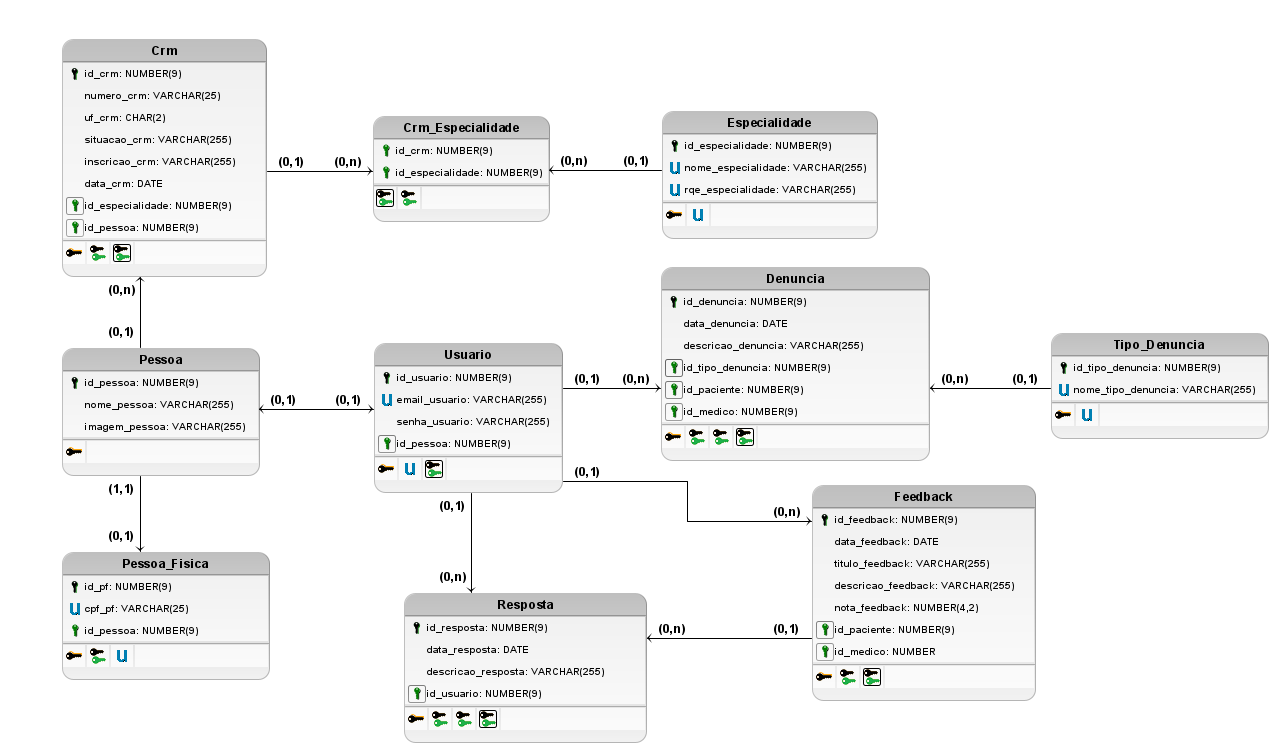 Crm
id_crm: NUMBER(9)
numero_crm: VARCHAR(25)
uf_crm: CHAR(2)
situacao_crm: VARCHAR(255)
inscricao_crm: VARCHAR(255)
data_crm: DATE
id_especialidade: NUMBER(9)
id_pessoa: NUMBER(9)
(0,1)
(0,n)
Crm_Especialidade
id_crm: NUMBER(9)
id_especialidade: NUMBER(9)
(0,n)
(0,1)
Especialidade
id_especialidade: NUMBER(9)
U nome_especialidade: VARCHAR(255)
U rqe_especialidade: VARCHAR(255)
U
(0,n)
(0,1)
Pessoa
id_pessoa: NUMBER(9)
nome_pessoa: VARCHAR(255)
imagem_pessoa: VARCHAR(255)
(0,1)
(0,1)
Usuario
id_usuario: NUMBER(9)
U email_usuario: VARCHAR(255)
senha_usuario: VARCHAR(255)
id_pessoa: NUMBER(9)
U
(0,1)
(0,n)
Denuncia
id_denuncia: NUMBER(9)
data_denuncia: DATE
descricao_denuncia: VARCHAR(255)
id_tipo_denuncia: NUMBER(9)
id_paciente: NUMBER(9)
id_medico: NUMBER(9)
(0,n)
(0,1)
Tipo_Denuncia
id_tipo_denuncia: NUMBER(9)
U nome_tipo_denuncia: VARCHAR(255)
U
(1,1)
(0,1)
Pessoa_Fisica
id_pf: NUMBER(9)
U cpf_pf: VARCHAR(25)
id_pessoa: NUMBER(9)
U
(0,1)
(0,n)
(0,1)
(0,n)
Resposta
id_resposta: NUMBER(9)
data_resposta: DATE
descricao_resposta: VARCHAR(255)
id_usuario: NUMBER(9)
(0,n)
(0,1)
Feedback
id_feedback: NUMBER(9)
data_feedback: DATE
titulo_feedback: VARCHAR(255)
descricao_feedback: VARCHAR(255)
nota_feedback: NUMBER(4,2)
id_paciente: NUMBER(9)
id_medico: NUMBER